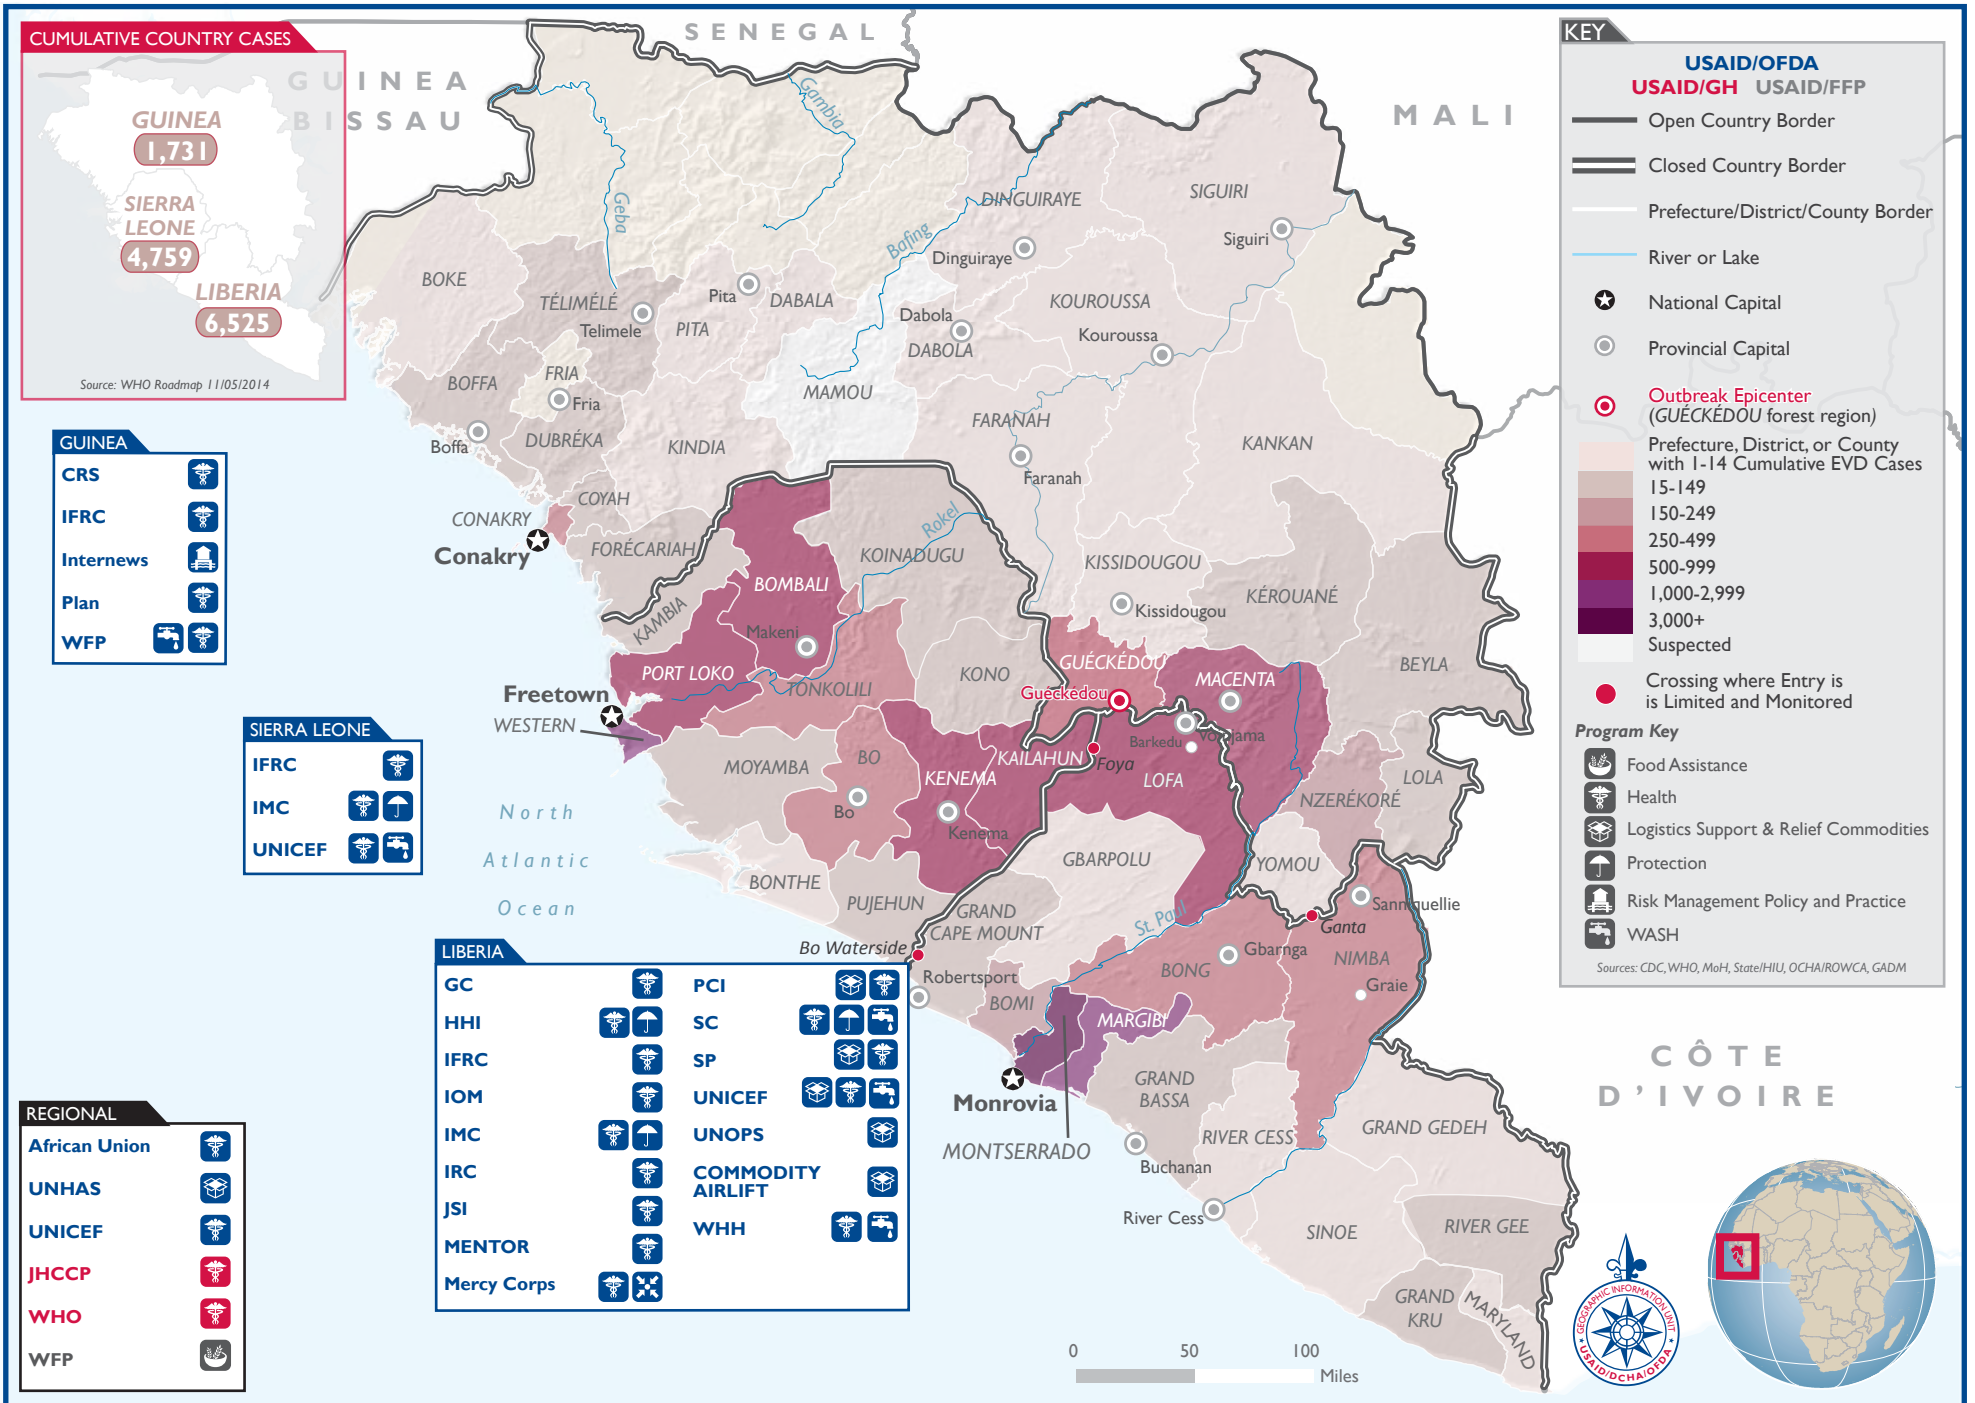 CUMULATIVE COUNTRY CASES
GUINEA
1,731
SIERRA
LEONE
4,759
LIBERIA
6,525
Source: WHO Roadmap 11/05/2014
SENEGAL
GUINEA
BISSAU
MALI
CÔTE
D'IVOIRE
North
Atlantic
Ocean
Gambia
Geba
Bafing
Rokel
St. Paul
BOKE
TÉLIMÉLÉ
Telimele
Pita
PITA
DABALA
DINGUIRAYE
Dinguiraye
SIGUIRI
Siguiri
KOUROUSSA
Kouroussa
Dabola
DABOLA
MAMOU
BOFFA
Boffa
FRIA
Fria
DUBRÉKA
KINDIA
COYAH
CONAKRY
Conakry
FORÉCARIAH
FARANAH
Faranah
KANKAN
KISSIDOUGOU
Kissidougou
KÉROUANÉ
BEYLA
GUÉCKÉDOU
Guéckédou
MACENTA
NZERÉKORÉ
LOLA
YOMOU
KAMBIA
BOMBALI
Makeni
KOINADUGU
PORT LOKO
TONKOLILI
KONO
Freetown
WESTERN
MOYAMBA
BO
Bo
KENEMA
Kenema
KAILAHUN
BONTHE
PUJEHUN
Foya
Barkedu
Voinjama
LOFA
GBARPOLU
GRAND
CAPE MOUNT
Bo Waterside
Robertsport
BOMI
BONG
Gbarnga
Ganta
Sanniquellie
NIMBA
Graie
MARGIBI
Monrovia
MONTSERRADO
GRAND
BASSA
Buchanan
RIVER CESS
River Cess
GRAND GEDEH
SINOE
RIVER GEE
GRAND
KRU
MARYLAND
GUINEA
CRS
IFRC
Internews
Plan
WFP
SIERRA LEONE
IFRC
IMC
UNICEF
LIBERIA
GC
HHI
IFRC
IOM
IMC
IRC
JSI
MENTOR
Mercy Corps
PCI
SC
SP
UNICEF
UNOPS
COMMODITY
AIRLIFT
WHH
REGIONAL
African Union
UNHAS
UNICEF
JHCCP
WHO
WFP
KEY
USAID/OFDA
USAID/GH USAID/FFP
Open Country Border
Closed Country Border
Prefecture/District/County Border
River or Lake
National Capital
Provincial Capital
Outbreak Epicenter
(GUÉCKÉDOU forest region)
Prefecture, District, or County
with 1-14 Cumulative EVD Cases
15-149
150-249
250-499
500-999
1,000-2,999
3,000+
Suspected
Crossing where Entry is
is Limited and Monitored
Program Key
Food Assistance
Health
Logistics Support & Relief Commodities
Protection
Risk Management Policy and Practice
WASH
Sources: CDC, WHO, MoH, State/HIU, OCHA/ROWCA, GADM
0 50 100
Miles
GEOGRAPHIC INFORMATION UNIT
USAID/DCHA/OFDA